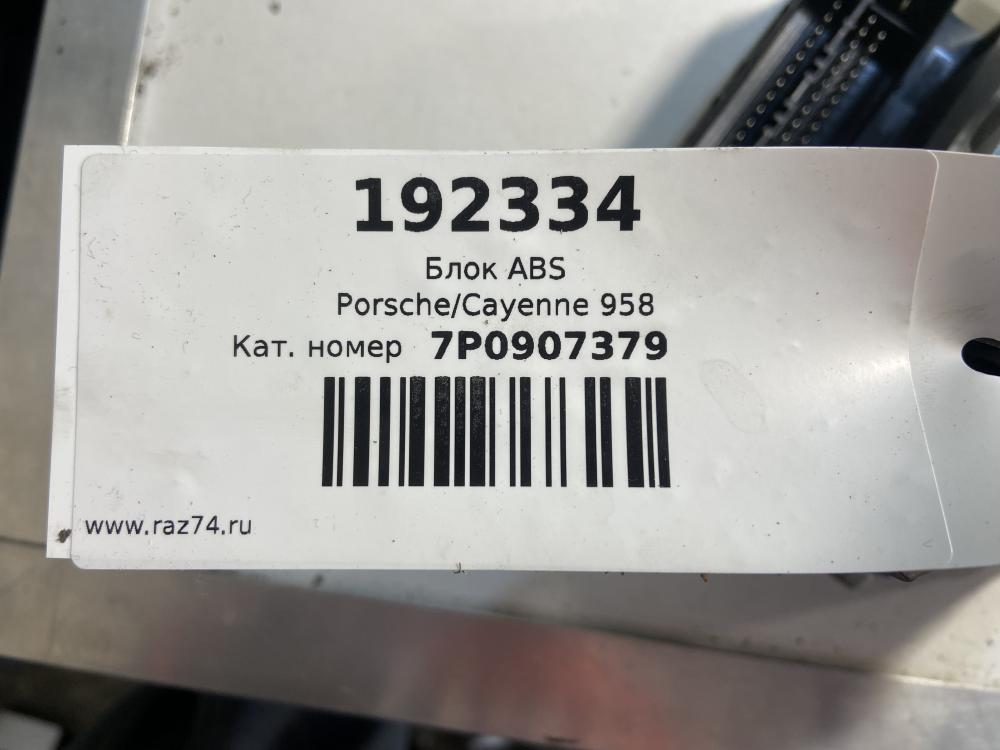 192334
Блок ABS
Porsche/Cayenne 958
Кат. номер 7P0907379
www.raz74.ru